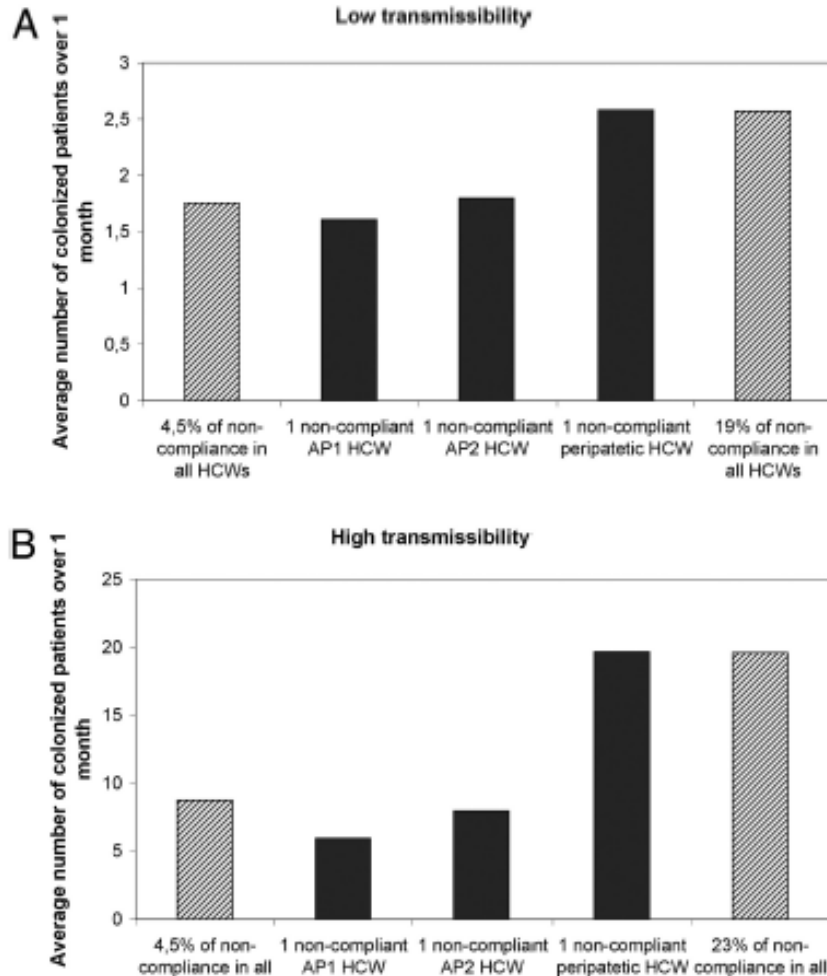 A
Low transmissibility
Average number of colonized patients over 1
month
3
2,5
2
1,5
1
0,5
0
4,5% of non-
compliance in
all HCWs
1 non-compliant
AP1 HCW
1 non-compliant
AP2 HCW
1 non-compliant
peripatetic HCW
19% of non-
compliance in
all HCWs
B
High transmissibility
Average number of colonized patients over 1
month
25
20
15
10
5
0
4,5% of non-
compliance in all
1 non-compliant
AP1 HCW
1 non-compliant
AP2 HCW
1 non-compliant
peripatetic HCW
23% of non-
compliance in all